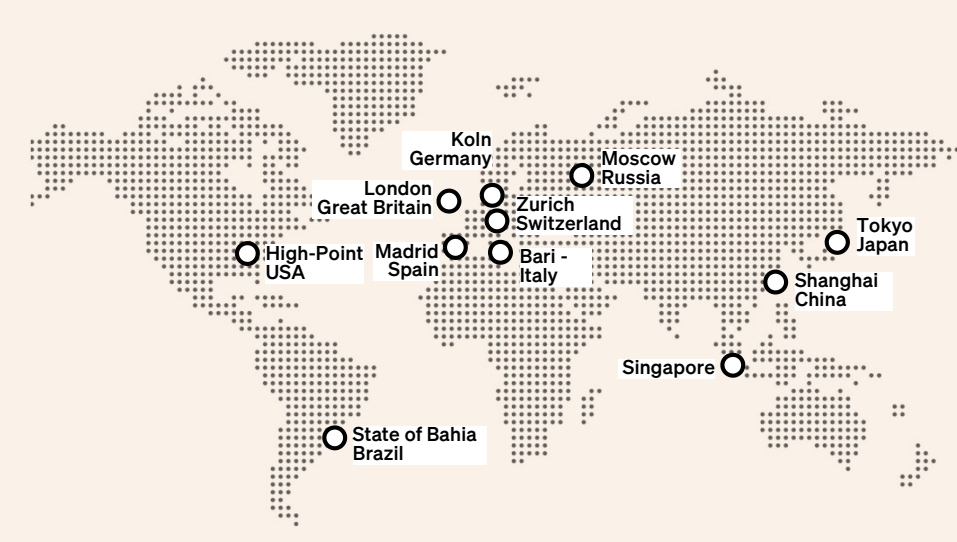 Koln
Germany
Moscow
Russia
London
Great Britain
Zurich
Switzerland
Tokyo
Japan
High-Point
USA
Madrid
Spain
Bari -
Italy
Shanghai
China
Singapore
State of Bahia
Brazil